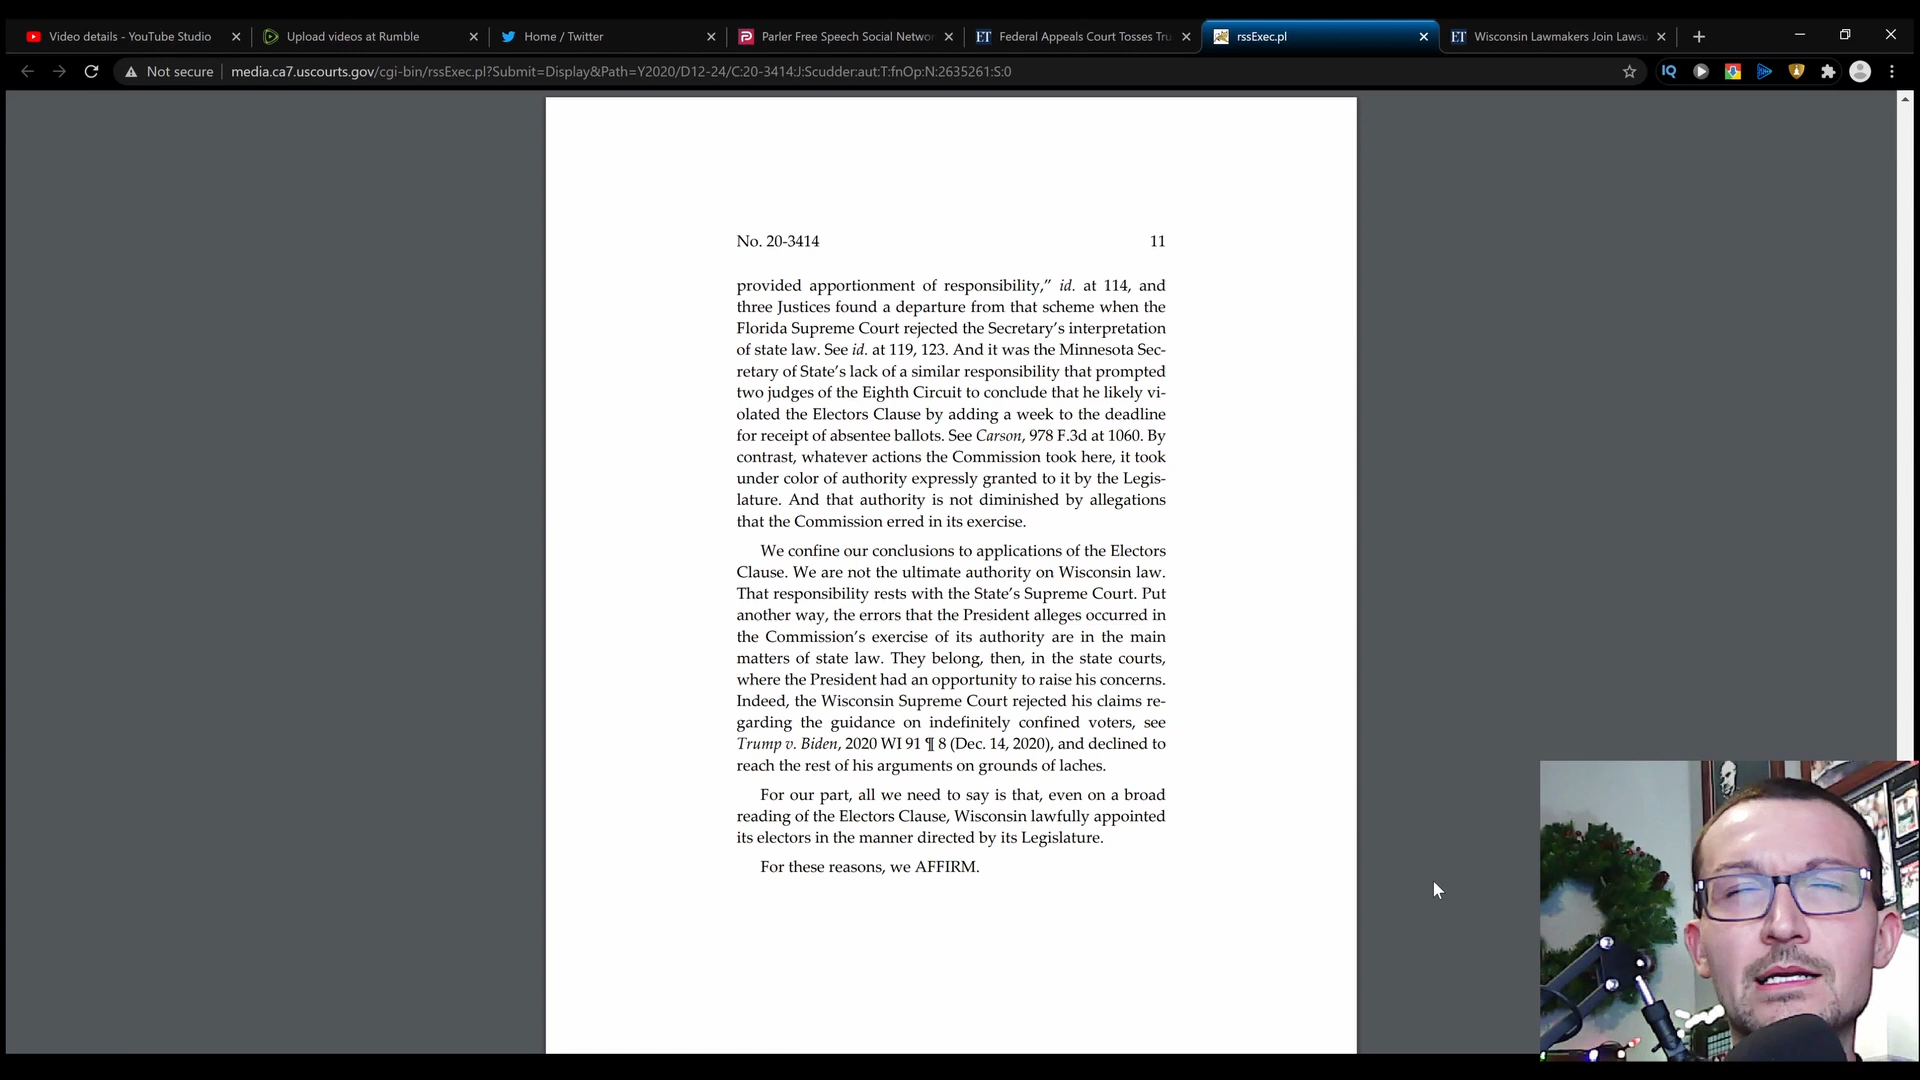 Video details - YouTube Studio
Upload videos at Rumble
Home / Twitter
Parler Free Speech Social Networ
Federal Appeals Court Tosses Tru
rssExec.pl
Wisconsin Lawmakers Join Lawsu
Not secure
media.ca7.uscourts.gov/cgi-bin/rssExec.pl?Submit=Display&Path=Y2020/D12-24/C:20-3414:J:Scudder:aut:T:fnOp:N:2635261:S:0
IQ
No. 20-3414 11
provided apportionment of responsibility,” id. at 114, and
three Justices found a departure from that scheme when the
Florida Supreme Court rejected the Secretary’s interpretation
of state law. See id. at 119, 123. And it was the Minnesota Sec-
retary of State’s lack of a similar responsibility that prompted
two judges of the Eighth Circuit to conclude that he likely vi-
olated the Electors Clause by adding a week to the deadline
for receipt of absentee ballots. See Carson, 978 F.3d at 1060. By
contrast, whatever actions the Commission took here, it took
under color of authority expressly granted to it by the Legis-
lature. And that authority is not diminished by allegations
that the Commission erred in its exercise.
We confine our conclusions to applications of the Electors
Clause. We are not the ultimate authority on Wisconsin law.
That responsibility rests with the State’s Supreme Court. Put
another way, the errors that the President alleges occurred in
the Commission’s exercise of its authority are in the main
matters of state law. They belong, then, in the state courts,
where the President had an opportunity to raise his concerns.
Indeed, the Wisconsin Supreme Court rejected his claims re-
garding the guidance on indefinitely confined voters, see
Trump v. Biden, 2020 WI 91 ¶ 8 (Dec. 14, 2020), and declined to
reach the rest of his arguments on grounds of laches.
For our part, all we need to say is that, even on a broad
reading of the Electors Clause, Wisconsin lawfully appointed
its electors in the manner directed by its Legislature.
For these reasons, we AFFIRM.